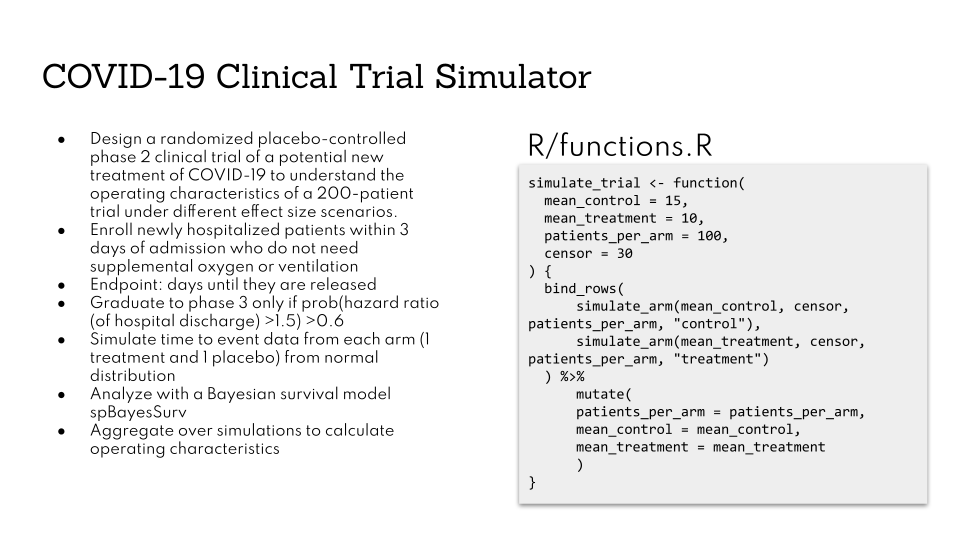 COVID-19 Clinical Trial Simulator
● Design a randomized placebo-controlled
phase 2 clinical trial of a potential new
treatment of COVID-19 to understand the
operating characteristics of a 200-patient
trial under different effect size scenarios.
● Enroll newly hospitalized patients within 3
days of admission who do not need
supplemental oxygen or ventilation
● Endpoint: days until they are released
● Graduate to phase 3 only if prob(hazard ratio
(of hospital discharge) >1.5) >0.6
● Simulate time to event data from each arm (1
treatment and 1 placebo) from normal
distribution
● Analyze with a Bayesian survival model
spBayesSurv
● Aggregate over simulations to calculate
operating characteristics
R/functions.R
simulate_trial <- function(
  mean_control = 15,
  mean_treatment = 10,
  patients_per_arm = 100,
  censor = 30
) {
  bind_rows(
      simulate_arm(mean_control, censor,
patients_per_arm, "control"),
      simulate_arm(mean_treatment, censor,
patients_per_arm, "treatment")
  ) %>%
      mutate(
      patients_per_arm = patients_per_arm,
      mean_control = mean_control,
      mean_treatment = mean_treatment
      )
}